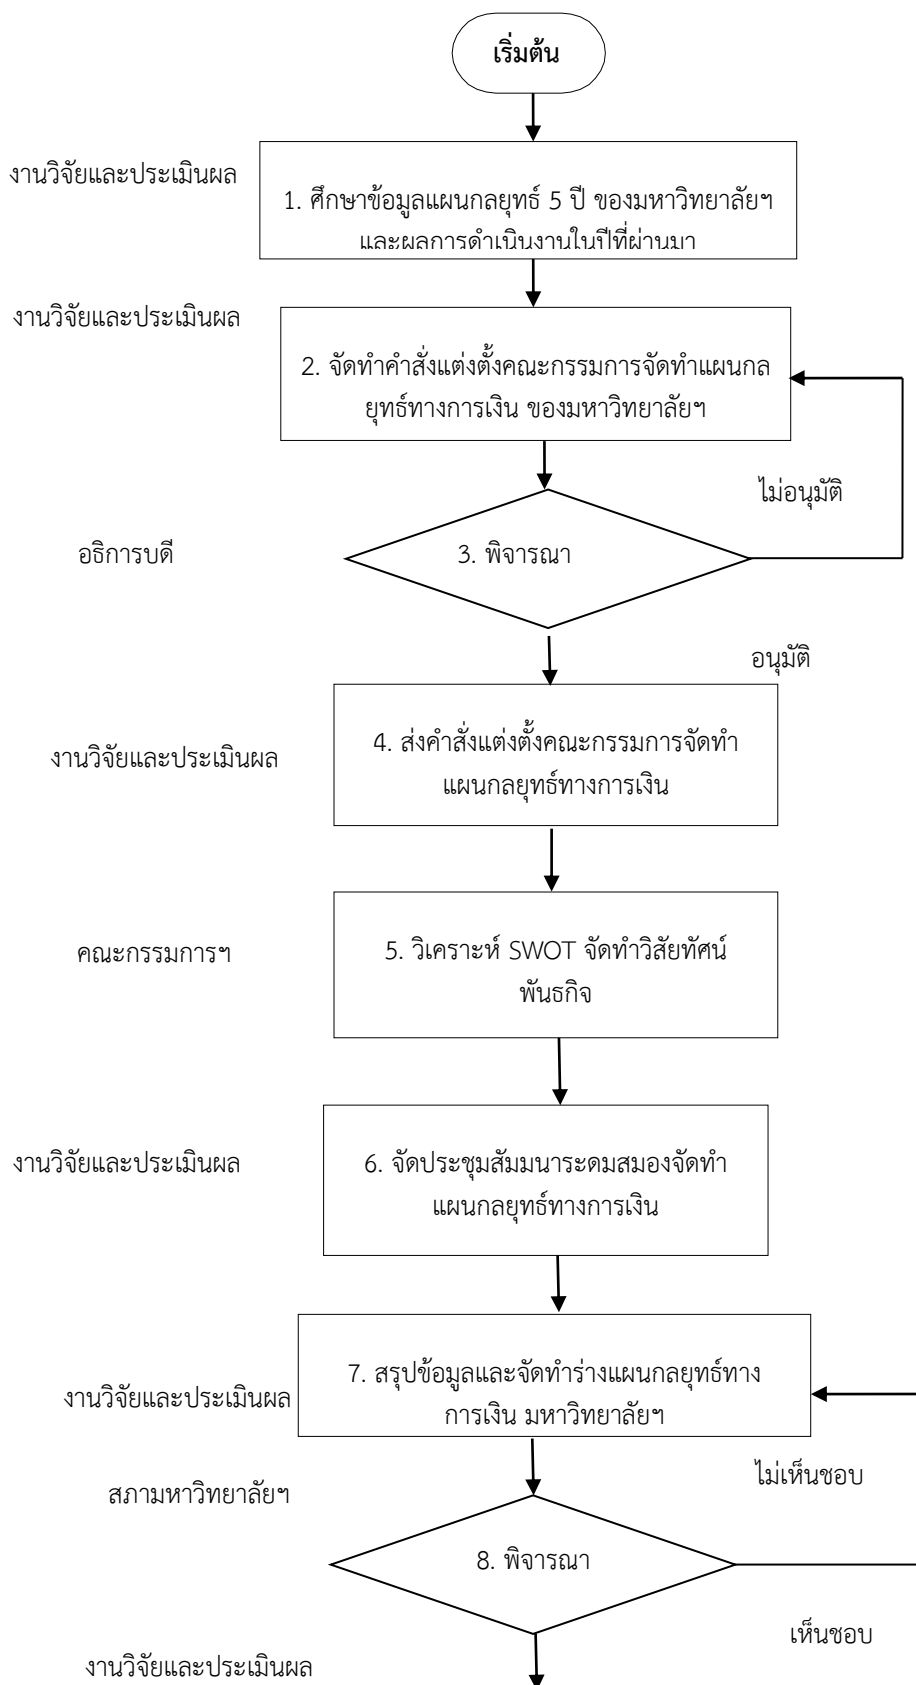 เริ่มต้น
งานวิจัยและประเมินผล
1. ศึกษาข้อมูลแผนกลยุทธ์ 5 ปี ของมหาวิทยาลัยฯ
และผลการดำเนินงานในปีที่ผ่านมา
งานวิจัยและประเมินผล
2. จัดทำคำสั่งแต่งตั้งคณะกรรมการจัดทำแผนกล
ยุทธ์ทางการเงิน ของมหาวิทยาลัยฯ
ไม่อนุมัติ
อธิการบดี
3. พิจารณา
อนุมัติ
งานวิจัยและประเมินผล
4. ส่งคำสั่งแต่งตั้งคณะกรรมการจัดทำ
แผนกลยุทธ์ทางการเงิน
คณะกรรมการฯ
5. วิเคราะห์ SWOT จัดทำวิสัยทัศน์
พันธกิจ
งานวิจัยและประเมินผล
6. จัดประชุมสัมมนาระดมสมองจัดทำ
แผนกลยุทธ์ทางการเงิน
งานวิจัยและประเมินผล
7. สรุปข้อมูลและจัดทำร่างแผนกลยุทธ์ทาง
การเงิน มหาวิทยาลัยฯ
ไม่เห็นชอบ
สภามหาวิทยาลัยฯ
8. พิจารณา
เห็นชอบ
งานวิจัยและประเมินผล